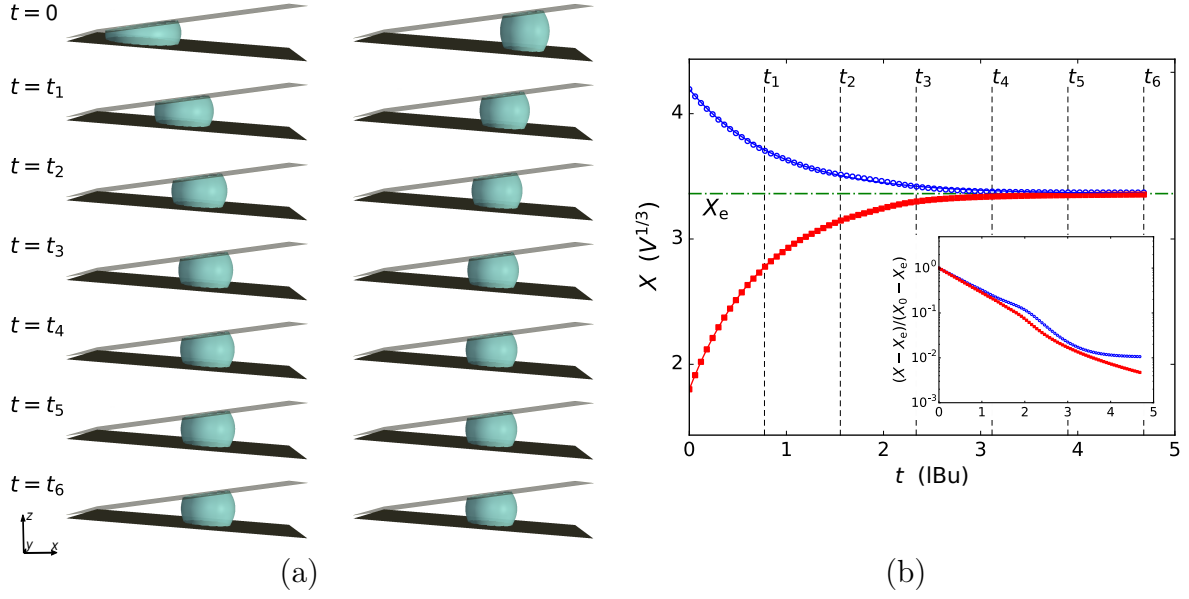 t = 0
t = t₁
t = t₂
t = t₃
t = t₄
t = t₅
t = t₆
z
y x
(a)
t₁ t₂ t₃ t₄ t₅ t₆
4
3
2
Xₑ
X (V^{1/3})
0 1 2 3 4 5
t (lBu)
(X − Xₑ)/(X₀ − Xₑ)
10⁰
10⁻¹
10⁻²
10⁻³
0 1 2 3 4 5
(b)